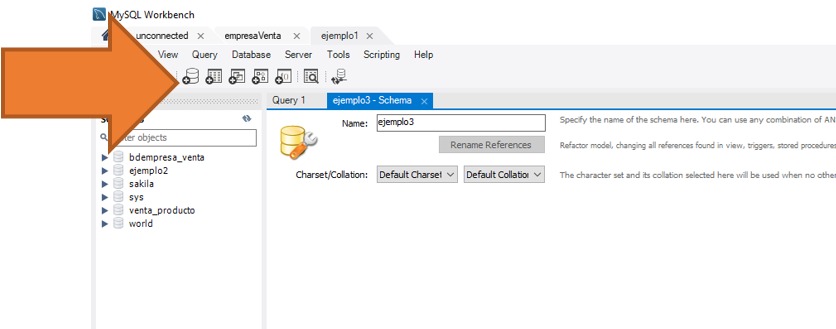 MySQL Workbench
unconnected × empresaVenta × ejemplo1 ×
View Query Database Server Tools Scripting Help
Query 1 ejemplo3 - Schema ×
Name: ejemplo3 Specify the name of the schema here. You can use any combination of AN
objects
Rename References Refactor model, changing all references found in view, triggers, stored procedures
bdempresa_venta
ejemplo2
sakila
sys
venta_producto
world
Charset/Collation: Default Charset Default Collation The character set and its collation selected here will be used when no othe